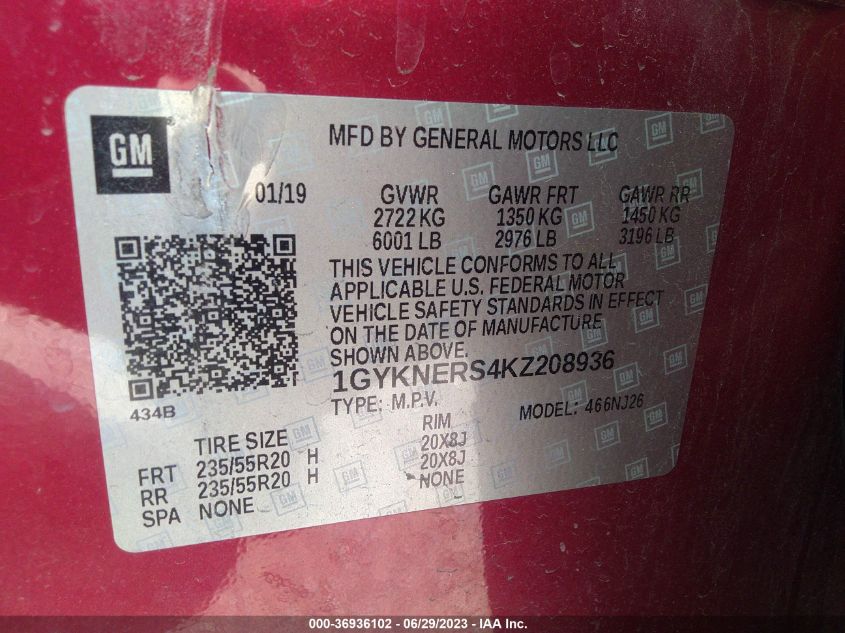 GM
MFD BY GENERAL MOTORS LLC
01/19
GVWR GAWR FRT GAWR RR
2722 KG 1350 KG 1450 KG
6001 LB 2976 LB 3196 LB
THIS VEHICLE CONFORMS TO ALL
APPLICABLE U.S. FEDERAL MOTOR
VEHICLE SAFETY STANDARDS IN EFFECT
ON THE DATE OF MANUFACTURE
SHOWN ABOVE.
1GYKNERS4KZ208936
TYPE: M.P.V. MODEL: 466NJ26
434B
TIRE SIZE RIM
FRT 235/55R20 H 20X8J
RR 235/55R20 H 20X8J
SPA NONE NONE
000-36936102 - 06/29/2023 - IAAI.com